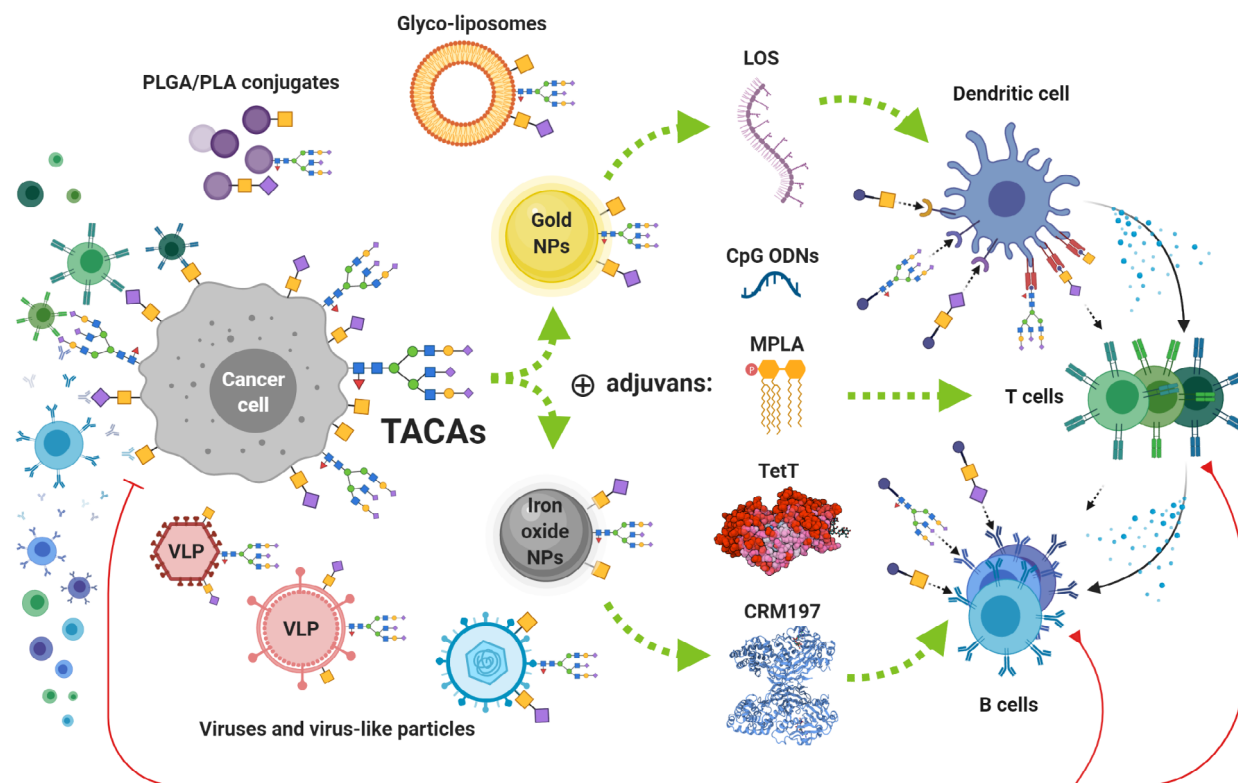 Glyco-liposomes
PLGA/PLA conjugates
LOS
Dendritic cell
Gold
NPs
CpG ODNs
MPLA
P
Cancer
cell
adjuvans:
T cells
TACAs
TetT
Iron
oxide
NPs
VLP
VLP
CRM197
B cells
Viruses and virus-like particles